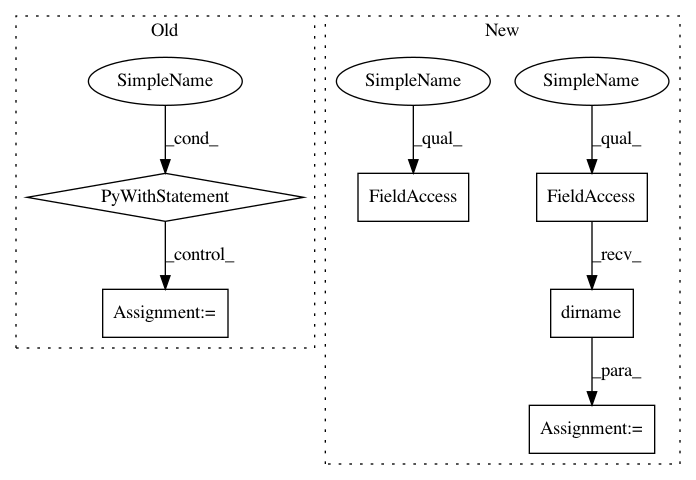 Old
New
SimpleName
SimpleName
SimpleName
_cond_
_qual_
_qual_
PyWithStatement
FieldAccess
FieldAccess
_control_
_recv_
Assignment:=
dirname
_para_
Assignment:=